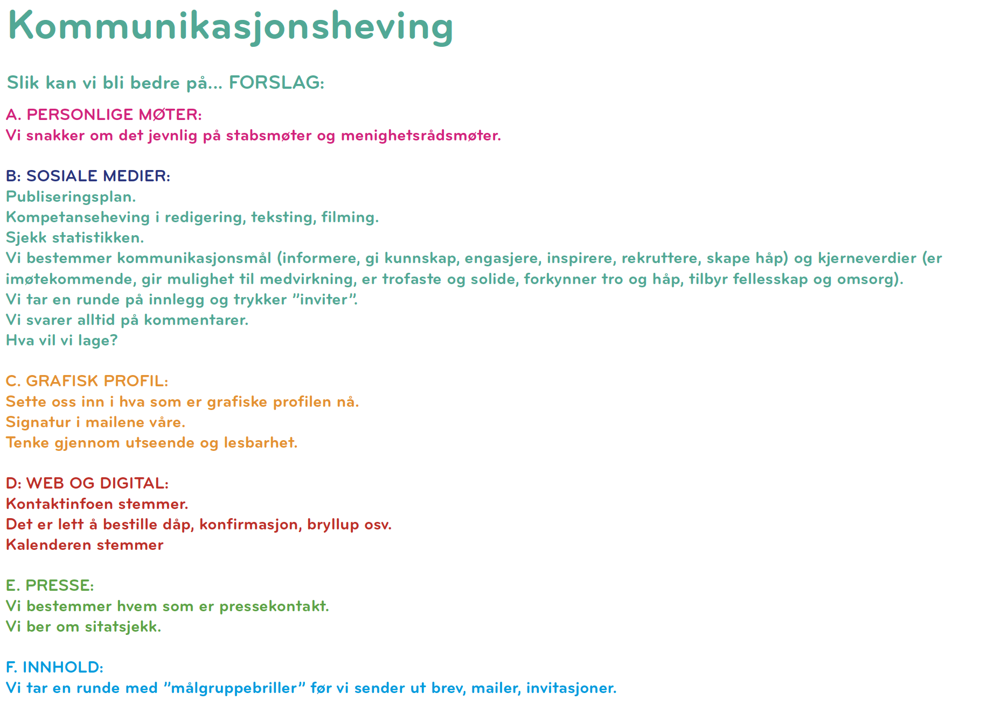 Kommunikasjonsheving
Slik kan vi bli bedre på... FORSLAG:
A. PERSONLIGE MØTER:
Vi snakker om det jevnlig på stabsmøter og menighetsrådsmøter.
B: SOSIALE MEDIER:
Publiseringsplan.
Kompetanseheving i redigering, teksting, filming.
Sjekk statistikken.
Vi bestemmer kommunikasjonsmål (informere, gi kunnskap, engasjere, inspirere, rekruttere, skape håp) og kjerneverdier (er
imøtekommende, gir mulighet til medvirkning, er trofaste og solide, forkynner tro og håp, tilbyr fellesskap og omsorg).
Vi tar en runde på innlegg og trykker ”inviter”.
Vi svarer alltid på kommentarer.
Hva vil vi lage?
C. GRAFISK PROFIL:
Sette oss inn i hva som er grafiske profilen nå.
Signatur i mailene våre.
Tenke gjennom utseende og lesbarhet.
D: WEB OG DIGITAL:
Kontaktinfoen stemmer.
Det er lett å bestille dåp, konfirmasjon, bryllup osv.
Kalenderen stemmer
E. PRESSE:
Vi bestemmer hvem som er pressekontakt.
Vi ber om sitatsjekk.
F. INNHOLD:
Vi tar en runde med ”målgruppebriller” før vi sender ut brev, mailer, invitasjoner.